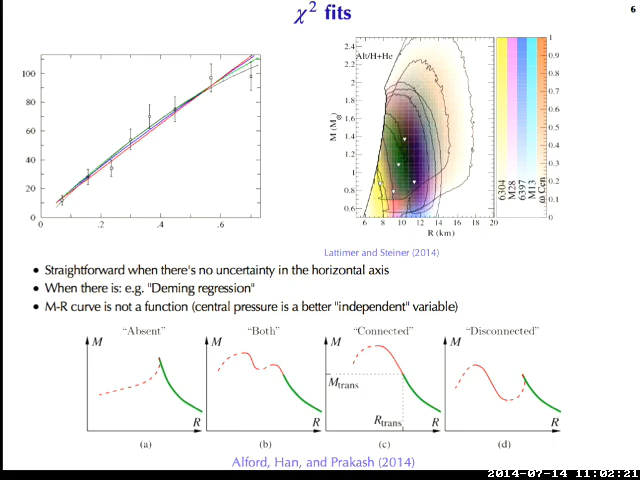 χ² fits
6
100
80
60
40
20
0
0
.2
.4
.6
Alt/H+He
2.4
2.2
2
1.8
1.6
1.4
1.2
1
0.8
0.6
M (M⊙)
6 8 10 12 14 16 18 20
R (km)
6304
M28
6397
M13
ω Cen
1
0.9
0.8
0.7
0.6
0.5
0.4
0.3
0.2
0.1
0
Lattimer and Steiner (2014)
• Straightforward when there's no uncertainty in the horizontal axis
• When there is: e.g. "Deming regression"
• M-R curve is not a function (central pressure is a better "independent" variable)
“Absent”
M
R
(a)
“Both”
M
R
(b)
“Connected”
M
Mtrans
Rtrans
R
(c)
“Disconnected”
M
R
(d)
Alford, Han, and Prakash (2014)
2014-07-14 11:02:21